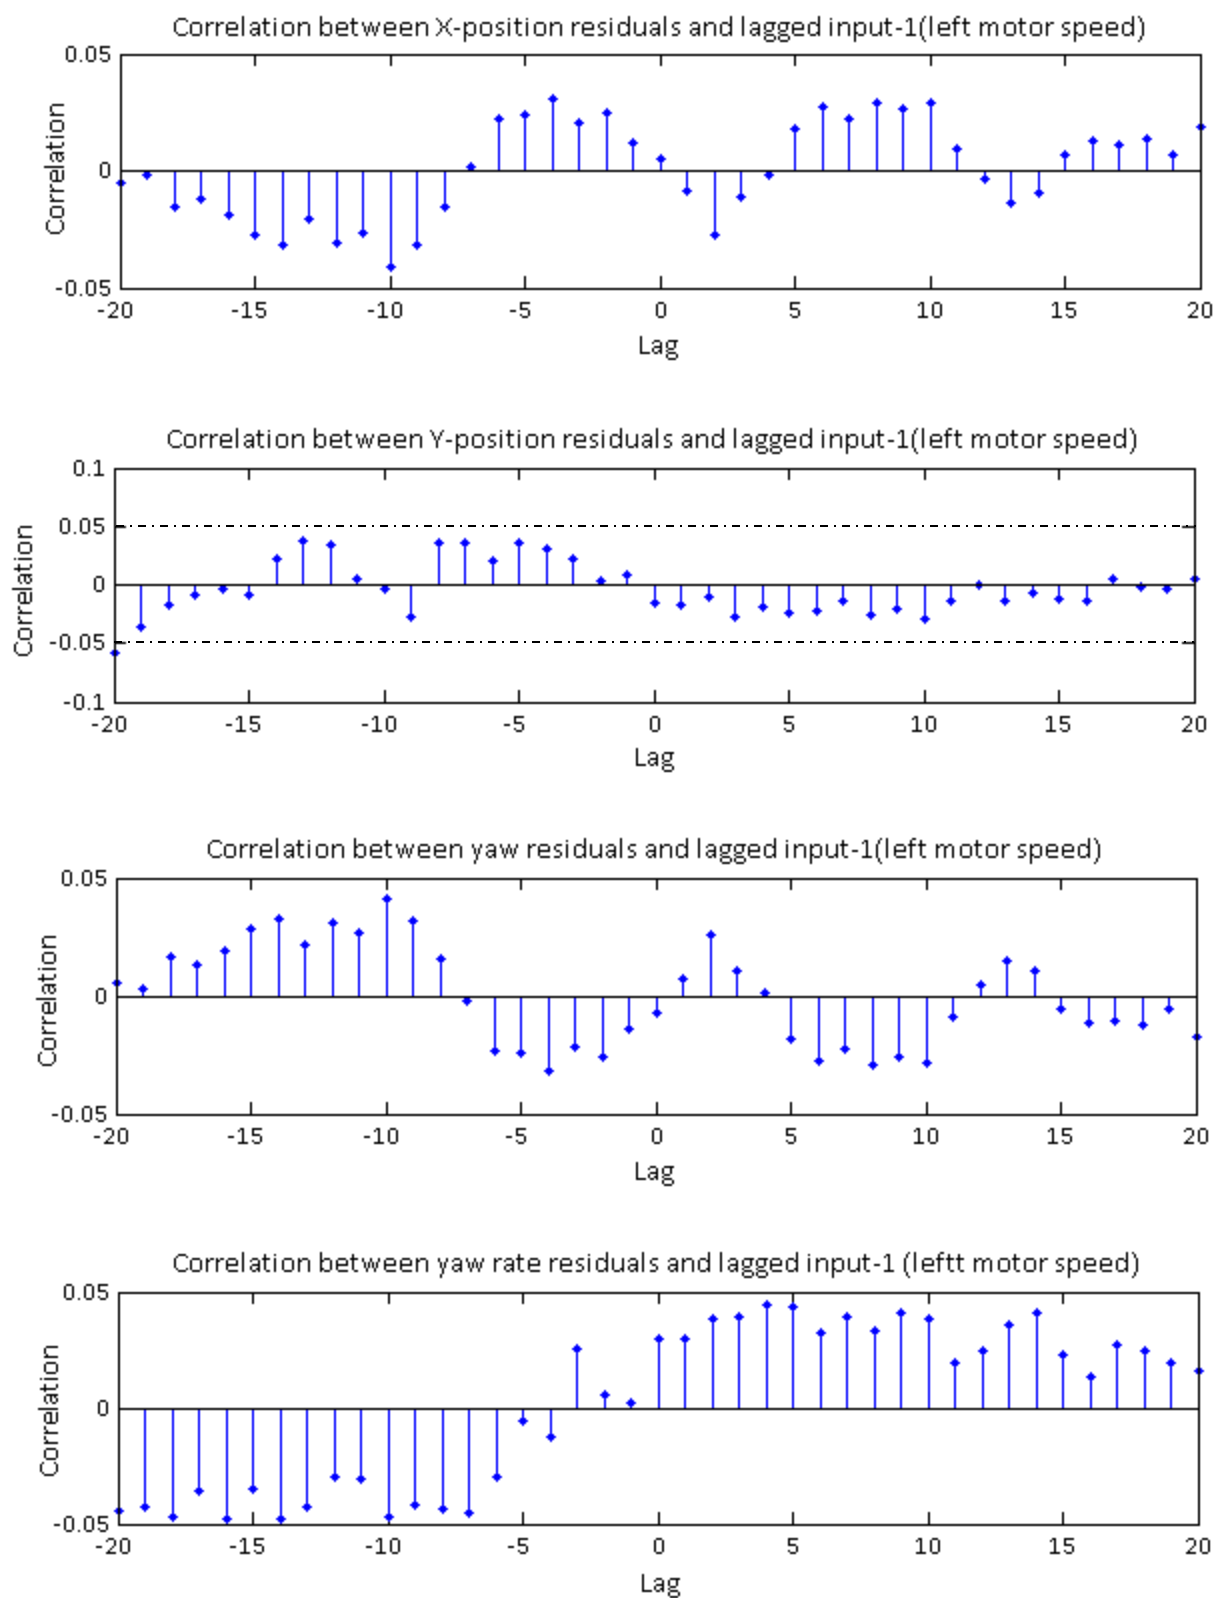 Correlation between X-position residuals and lagged input-1(left motor speed)
0.05
0
-0.05
Correlation
-20 -15 -10 -5 0 5 10 15 20
Lag
Correlation between Y-position residuals and lagged input-1(left motor speed)
0.1
0.05
0
-0.05
-0.1
Correlation
-20 -15 -10 -5 0 5 10 15 20
Lag
Correlation between yaw residuals and lagged input-1(left motor speed)
0.05
0
-0.05
Correlation
-20 -15 -10 -5 0 5 10 15 20
Lag
Correlation between yaw rate residuals and lagged input-1 (leftt motor speed)
0.05
0
-0.05
Correlation
-20 -15 -10 -5 0 5 10 15 20
Lag